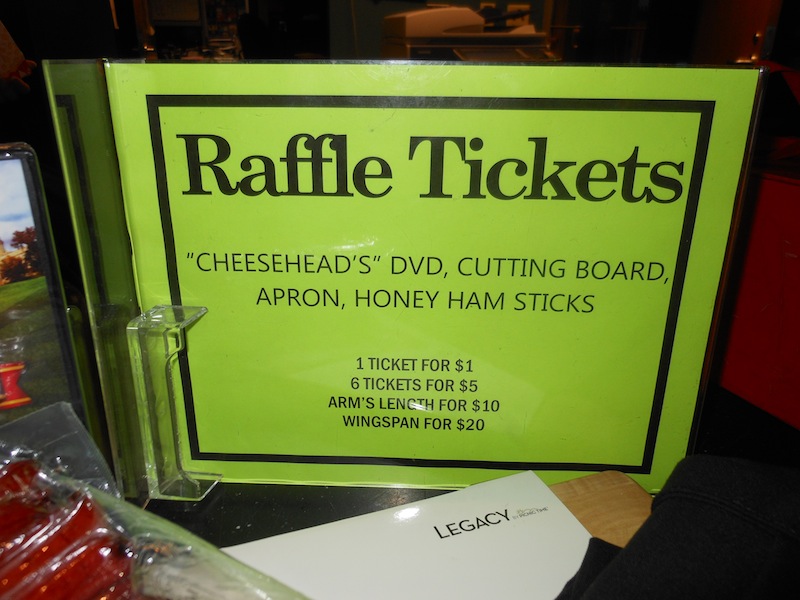 Raffle Tickets
"CHEESEHEAD'S" DVD, CUTTING BOARD,
APRON, HONEY HAM STICKS
1 TICKET FOR $1
6 TICKETS FOR $5
ARM'S LENGTH FOR $10
WINGSPAN FOR $20
LEGACY